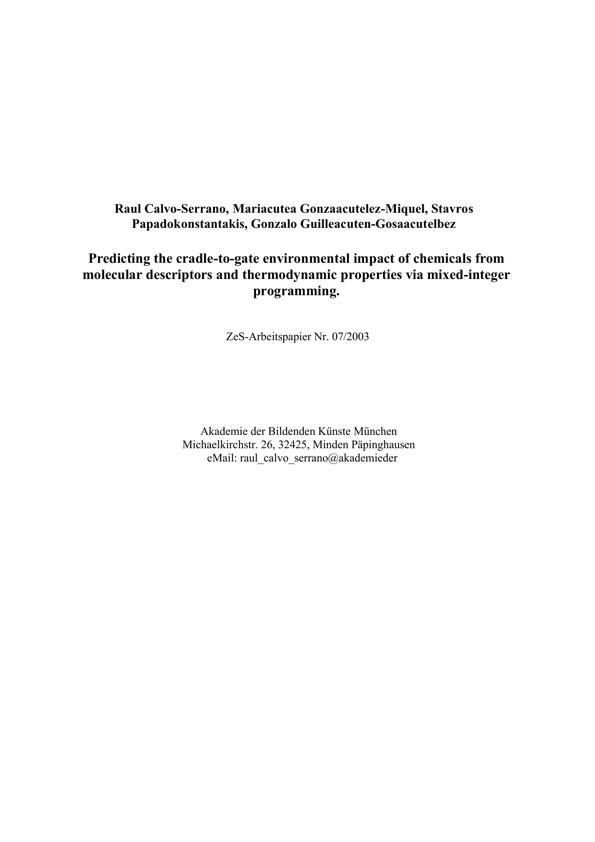 Raul Calvo-Serrano, Mariacutea Gonzaacutelez-Miquel, Stavros
Papadokonstantakis, Gonzalo Guilleacuten-Gosaacutelbez
Predicting the cradle-to-gate environmental impact of chemicals from
molecular descriptors and thermodynamic properties via mixed-integer
programming.
ZeS-Arbeitspapier Nr. 07/2003
Akademie der Bildenden Künste München
Michaelkirchstr. 26, 32425, Minden Päpinghausen
eMail: raul_calvo_serrano@akademieder